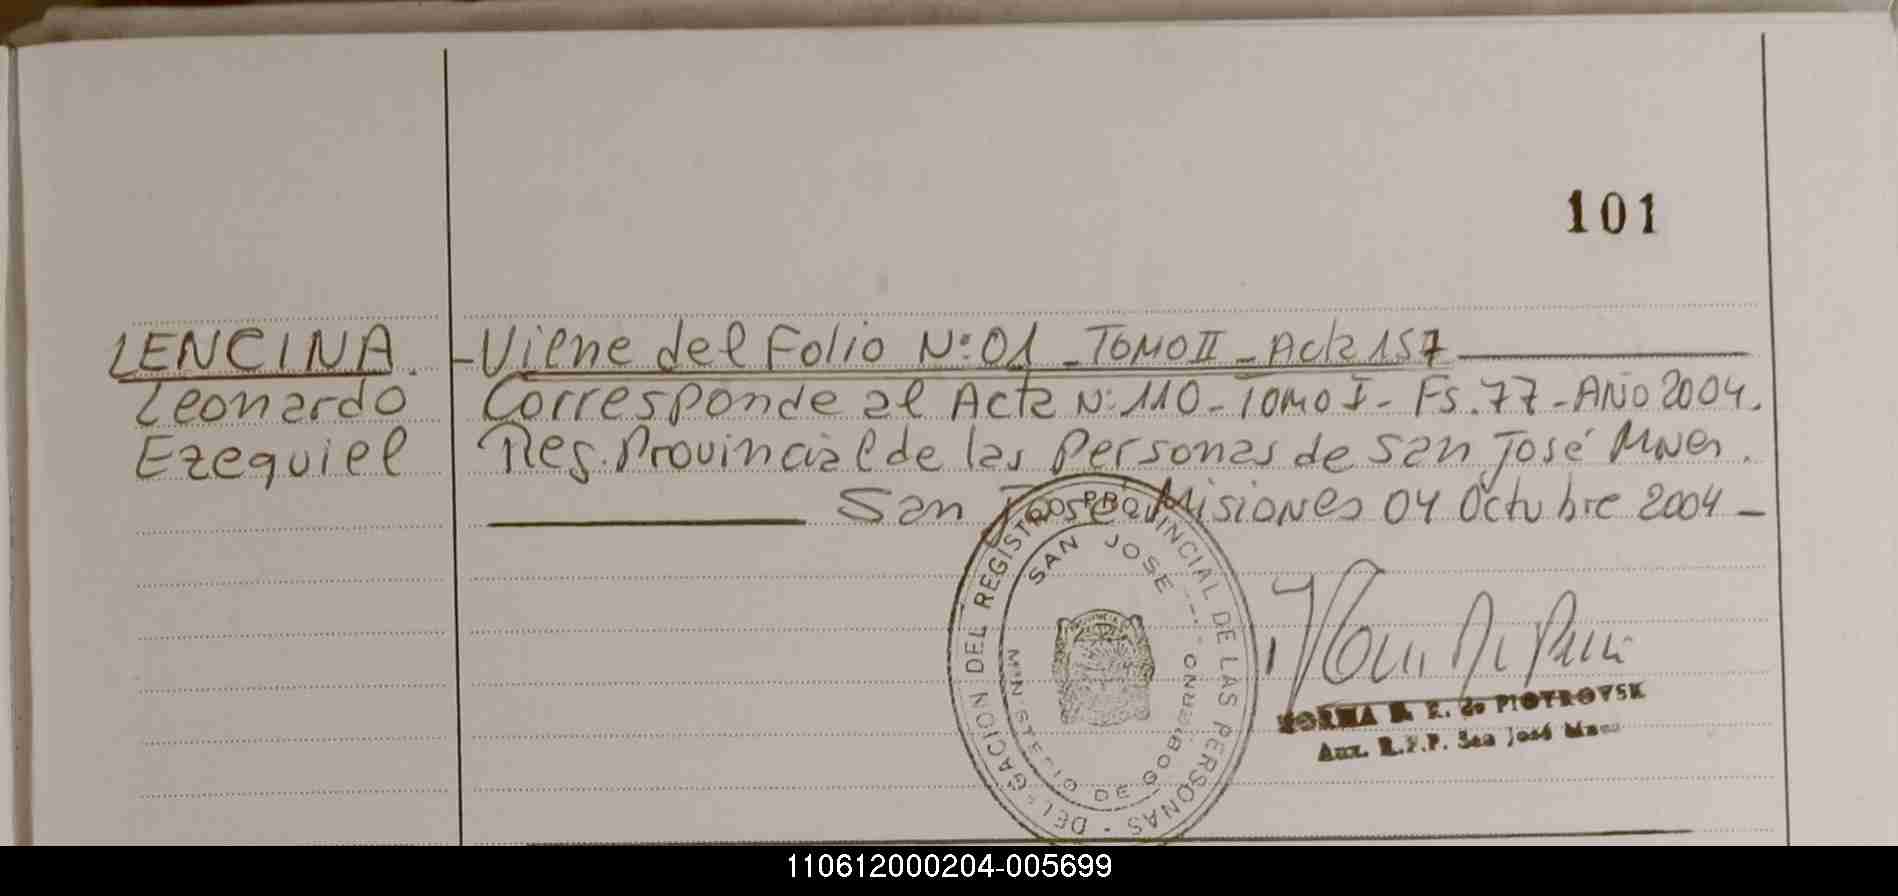 101
LENCINA. - Viene del Folio N:01 - TOMO II - Acta 157
Leonardo Corresponde al Acta N: 110 - TOMO I - Fs. 77 - AÑO 2004.
Ezequiel Reg. Provincial de las Personas de San José Mnes.
San José Misiones 04 Octubre 2004 -
DELEGACION DEL REGISTRO PROVINCIAL DE LAS PERSONAS -
SAN JOSE
MINISTERIO DE GOBIERNO
NORMA E. de PIOTROVSK
Aux. R.P.P. San José Mnes
110612000204-005699